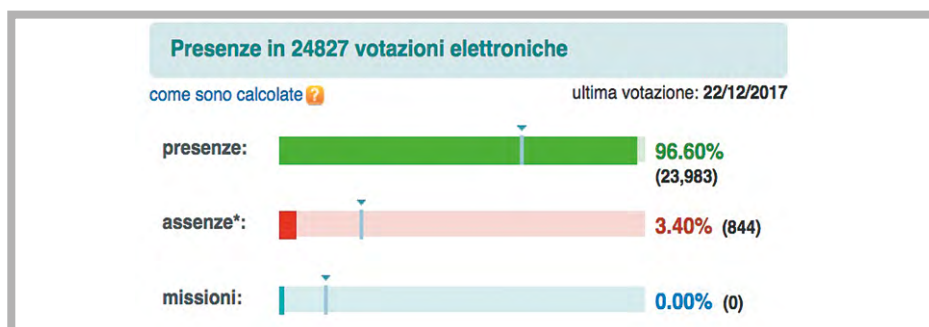 Presenze in 24827 votazioni elettroniche
come sono calcolate ? ultima votazione: 22/12/2017
presenze: 96.60%
(23,983)
assenze*: 3.40% (844)
missioni: 0.00% (0)